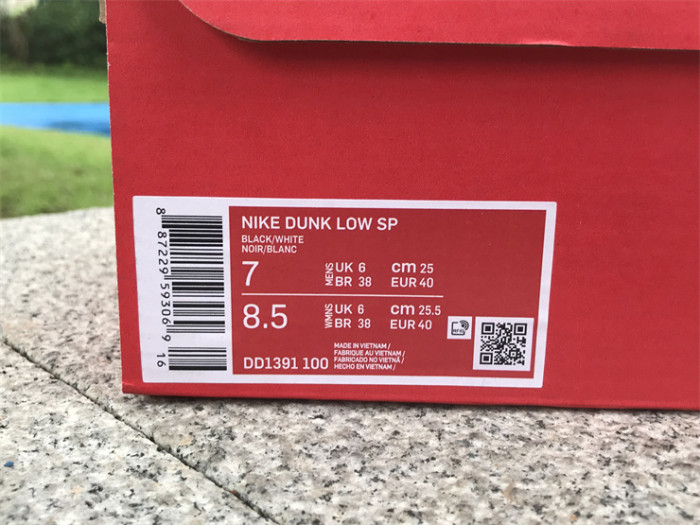 NIKE DUNK LOW SP
BLACK/WHITE
NOIR/BLANC
7 MENS UK 6 cm 25
BR 38 EUR 40
8.5 WMNS UK 6 cm 25.5
BR 38 EUR 40
DD1391 100
MADE IN VIETNAM /
FABRIQUE AU VIETNAM /
FABRICADO NO VIETNÃ /
HECHO EN VIETNAM /
RFID
8 87229 59306 9 16